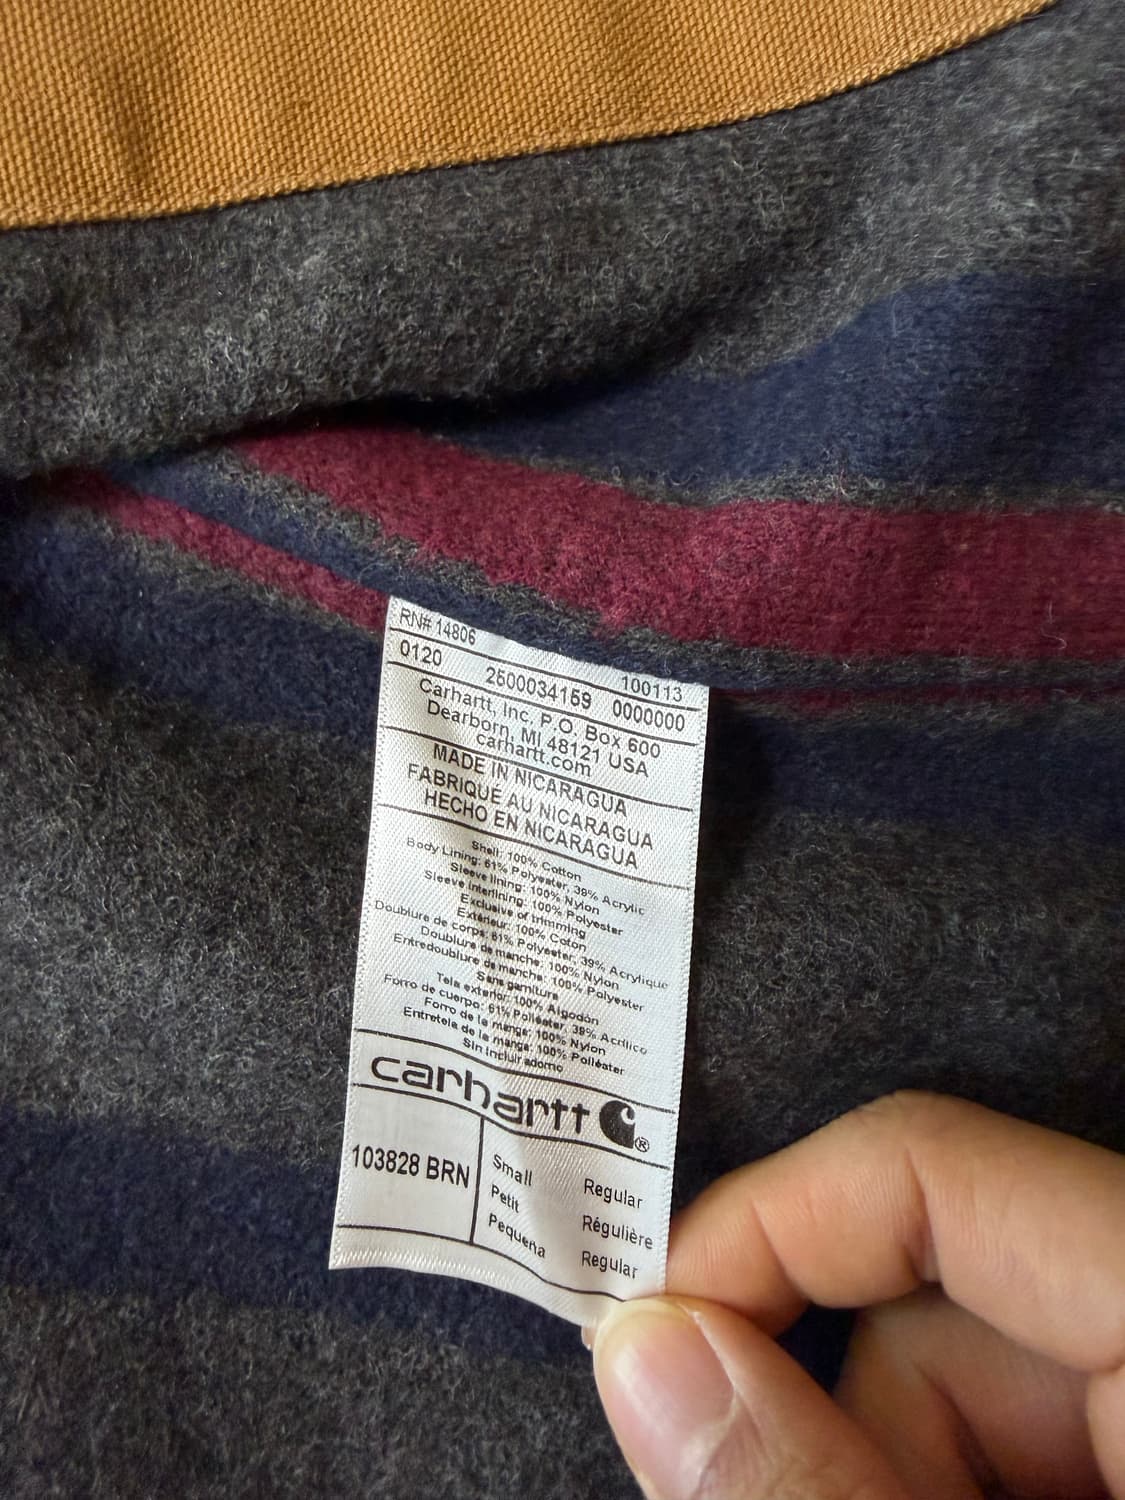 RN# 14806 100113
0120 2500034159 0000000
Carhartt, Inc. P.O. Box 600
Dearborn, MI 48121 USA
carhartt.com
MADE IN NICARAGUA
FABRIQUÉ AU NICARAGUA
HECHO EN NICARAGUA
Shell: 100% Cotton
Body Lining: 61% Polyester, 39% Acrylic
Sleeve lining: 100% Nylon
Sleeve interlining: 100% Polyester
Exclusive of trimming
Extérieur: 100% Coton
Doublure de corps: 61% Polyester, 39% Acrylique
Doublure de manche: 100% Nylon
Entredoublure de manche: 100% Polyester
Sans garniture
Tela exterior: 100% Algodón
Forro de cuerpo: 61% Poliéster, 39% Acrílico
Forro de la manga: 100% Nylon
Entretela de la manga: 100% Poliéster
Sin incluir adorno
carhartt ®
103828 BRN
Small Regular
Petit Régulière
Pequeña Regular